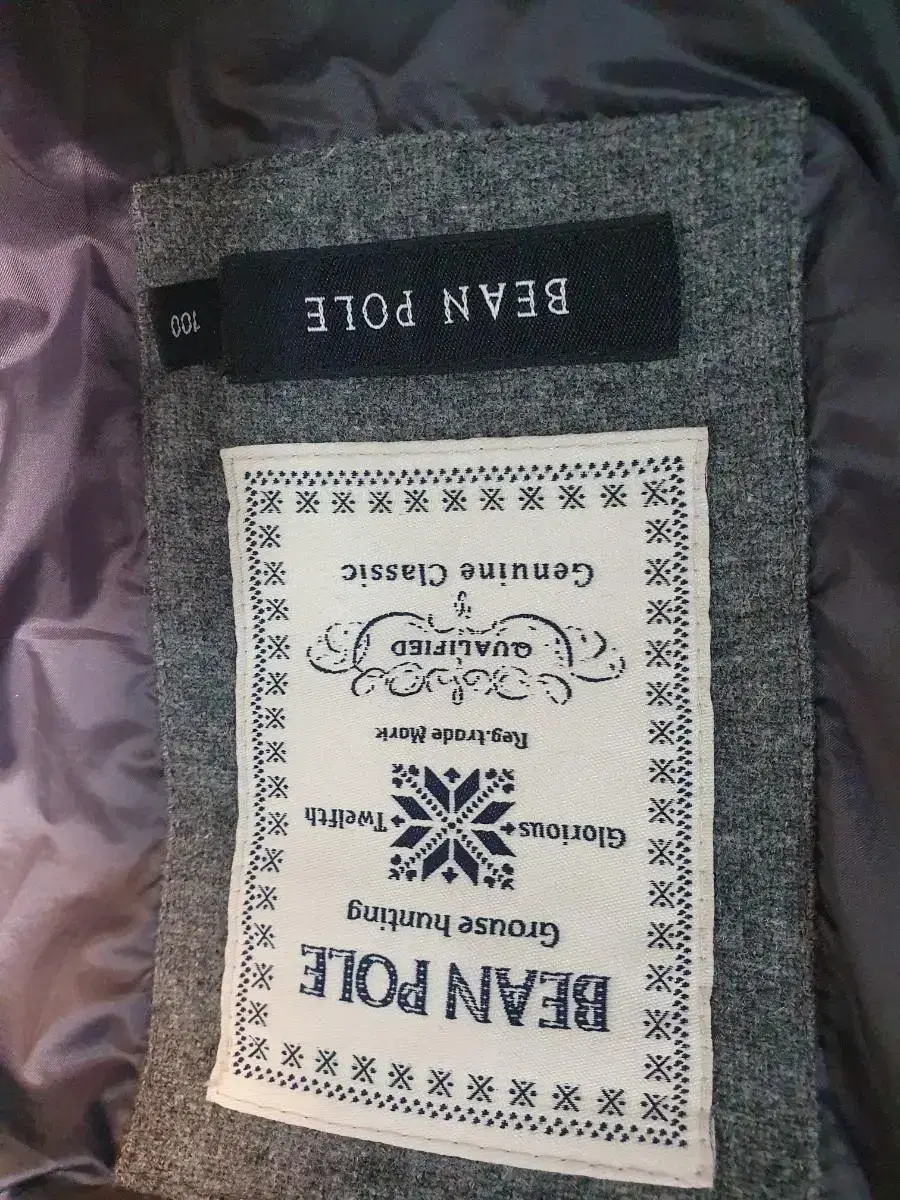 BEAN POLE
Grouse hunting
Glorious Twelfth
Reg.trade Mark
QUALIFIED
Genuine Classic
BEAN POLE
100